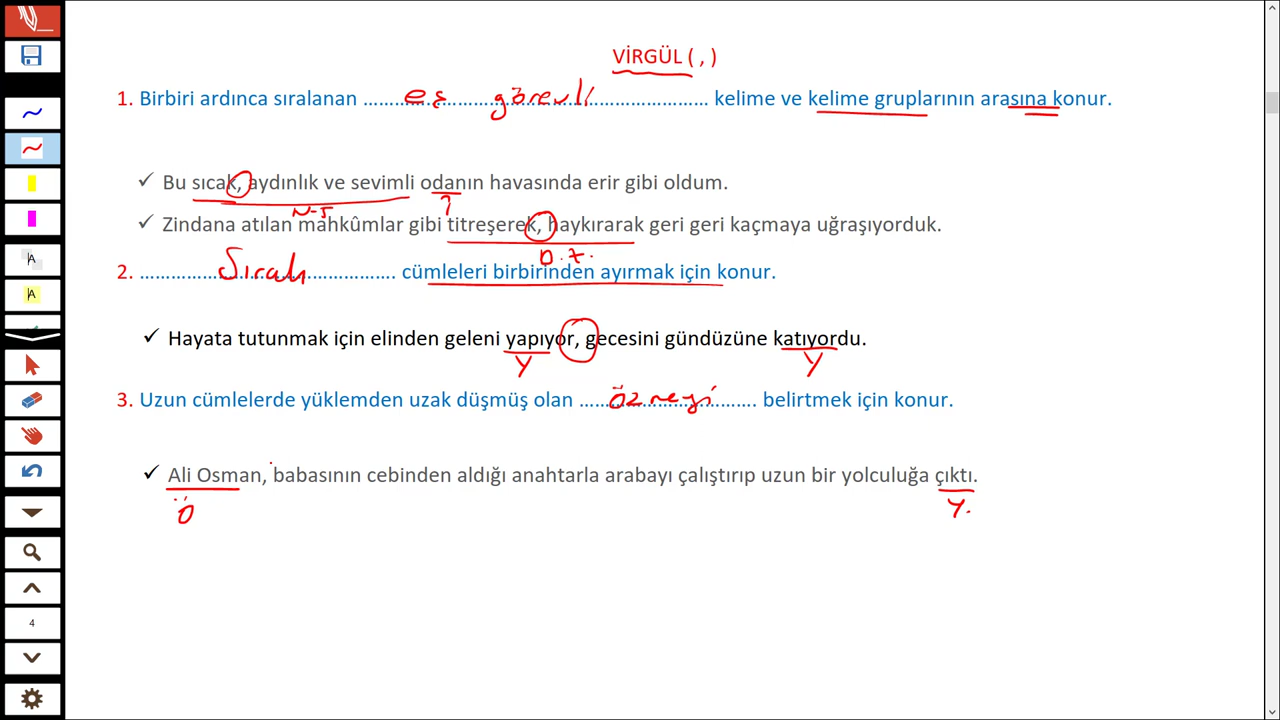 VİRGÜL ( , )
1. Birbiri ardınca sıralanan ......eş görevli...... kelime ve kelime gruplarının arasına konur.
✓ Bu sıcak, aydınlık ve sevimli odanın havasında erir gibi oldum.
✓ Zindana atılan mahkûmlar gibi titreşerek, haykırarak geri geri kaçmaya uğraşıyorduk.
2. ......Sıralı...... cümleleri birbirinden ayırmak için konur.
✓ Hayata tutunmak için elinden geleni yapıyor, gecesini gündüzüne katıyordu.
Y Y
3. Uzun cümlelerde yüklemden uzak düşmüş olan ......özneyi...... belirtmek için konur.
✓ Ali Osman, babasının cebinden aldığı anahtarla arabayı çalıştırıp uzun bir yolculuğa çıktı.
Ö Y.
4